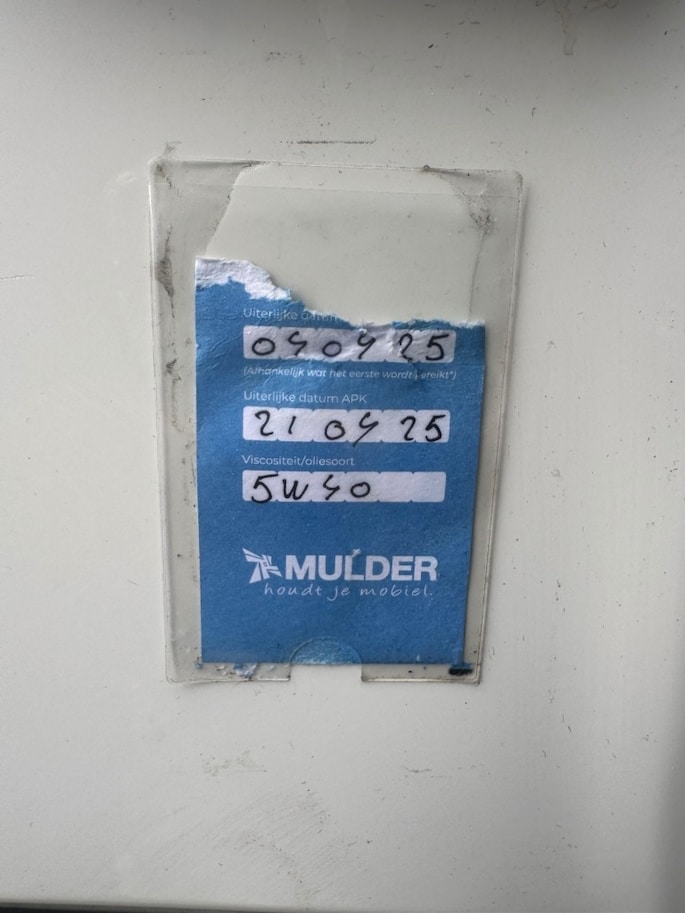 Uiterlijke datum
04 04 25
(Afhankelijk wat het eerste wordt bereikt*)
Uiterlijke datum APK
21 04 25
Viscositeit/oliesoort
5W40
MULDER
houdt je mobiel.